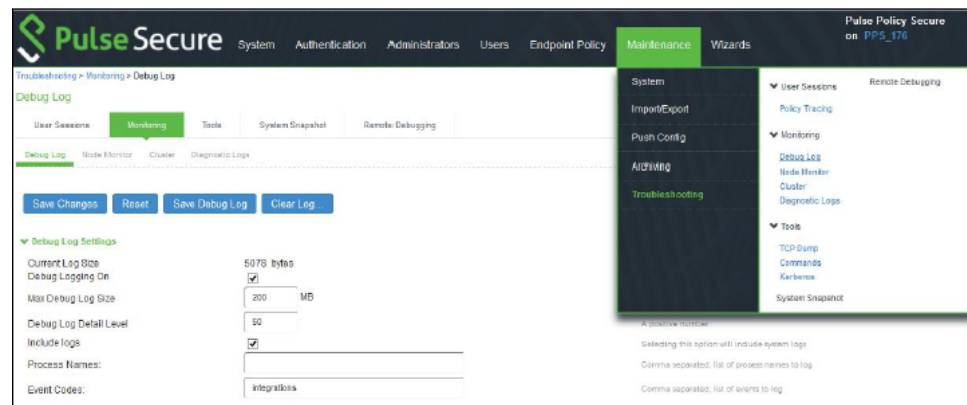 Pulse Secure
System Authentication Administrators Users Endpoint Policy Maintenance Wizards
Pulse Policy Secure
on PPS_176
Troubleshooting > Monitoring > Debug Log
Debug Log
User Sessions Monitoring Tools System Snapshot Remote Debugging
Debug Log Node Monitor Cluster Diagnostic Logs
Save Changes Reset Save Debug Log Clear Log...
Debug Log Settings
Current Log Size 5078 bytes
Debug Logging On
Max Debug Log Size 200 MB
Debug Log Detail Level 50
A positive number
Include logs
Selecting this option will include system logs
Process Names:
Comma separated, list of process names to log
Event Codes: integrations
Comma separated, list of events to log
System
Import/Export
Push Config
Archiving
Troubleshooting
User Sessions
Policy Tracing
Monitoring
Debug Log
Node Monitor
Cluster
Diagnostic Logs
Tools
TCP Dump
Commands
Kerberos
System Snapshot
Remote Debugging